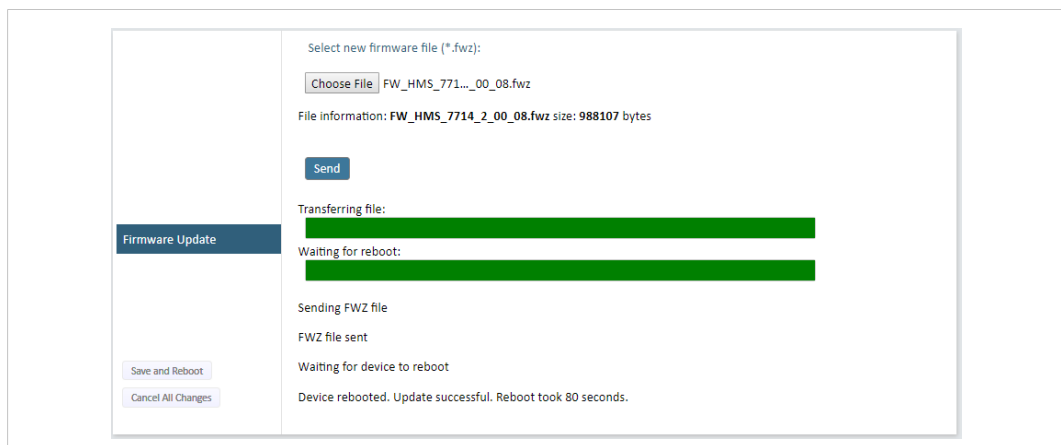 Select new firmware file (*.fwz):
Choose File FW_HMS_771..._00_08.fwz
File information: FW_HMS_7714_2_00_08.fwz size: 988107 bytes
Send
Transferring file:
Firmware Update
Waiting for reboot:
Sending FWZ file
FWZ file sent
Waiting for device to reboot
Save and Reboot
Device rebooted. Update successful. Reboot took 80 seconds.
Cancel All Changes